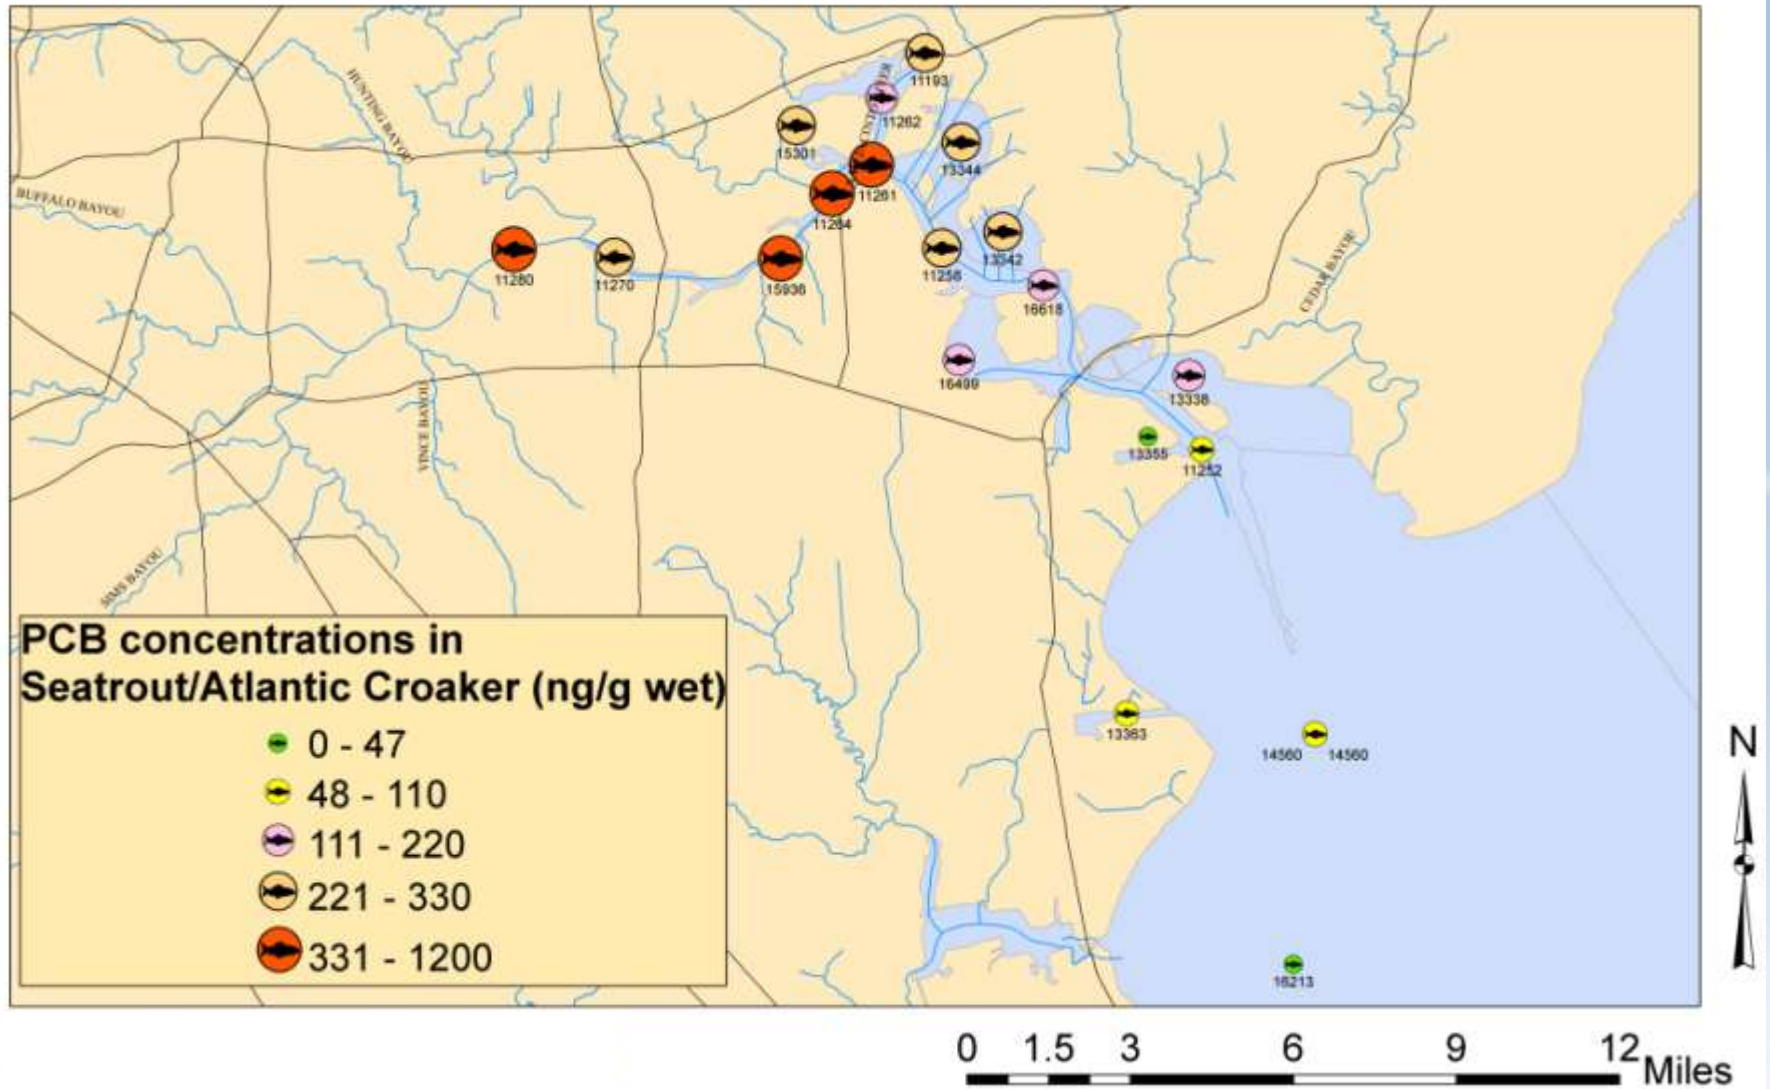 11193
11262
15301
13344
11261
HUNTING BAYOU
BUFFALO BAYOU
11264
11280
11270
15936
11258
13342
16618
CEDAR BAYOU
16499
13338
VINCE BAYOU
13355
11252
SIMS BAYOU
PCB concentrations in
Seatrout/Atlantic Croaker (ng/g wet)
0 - 47
48 - 110
111 - 220
221 - 330
331 - 1200
13363
14560 14560
N
16213
0 1.5 3 6 9 12 Miles